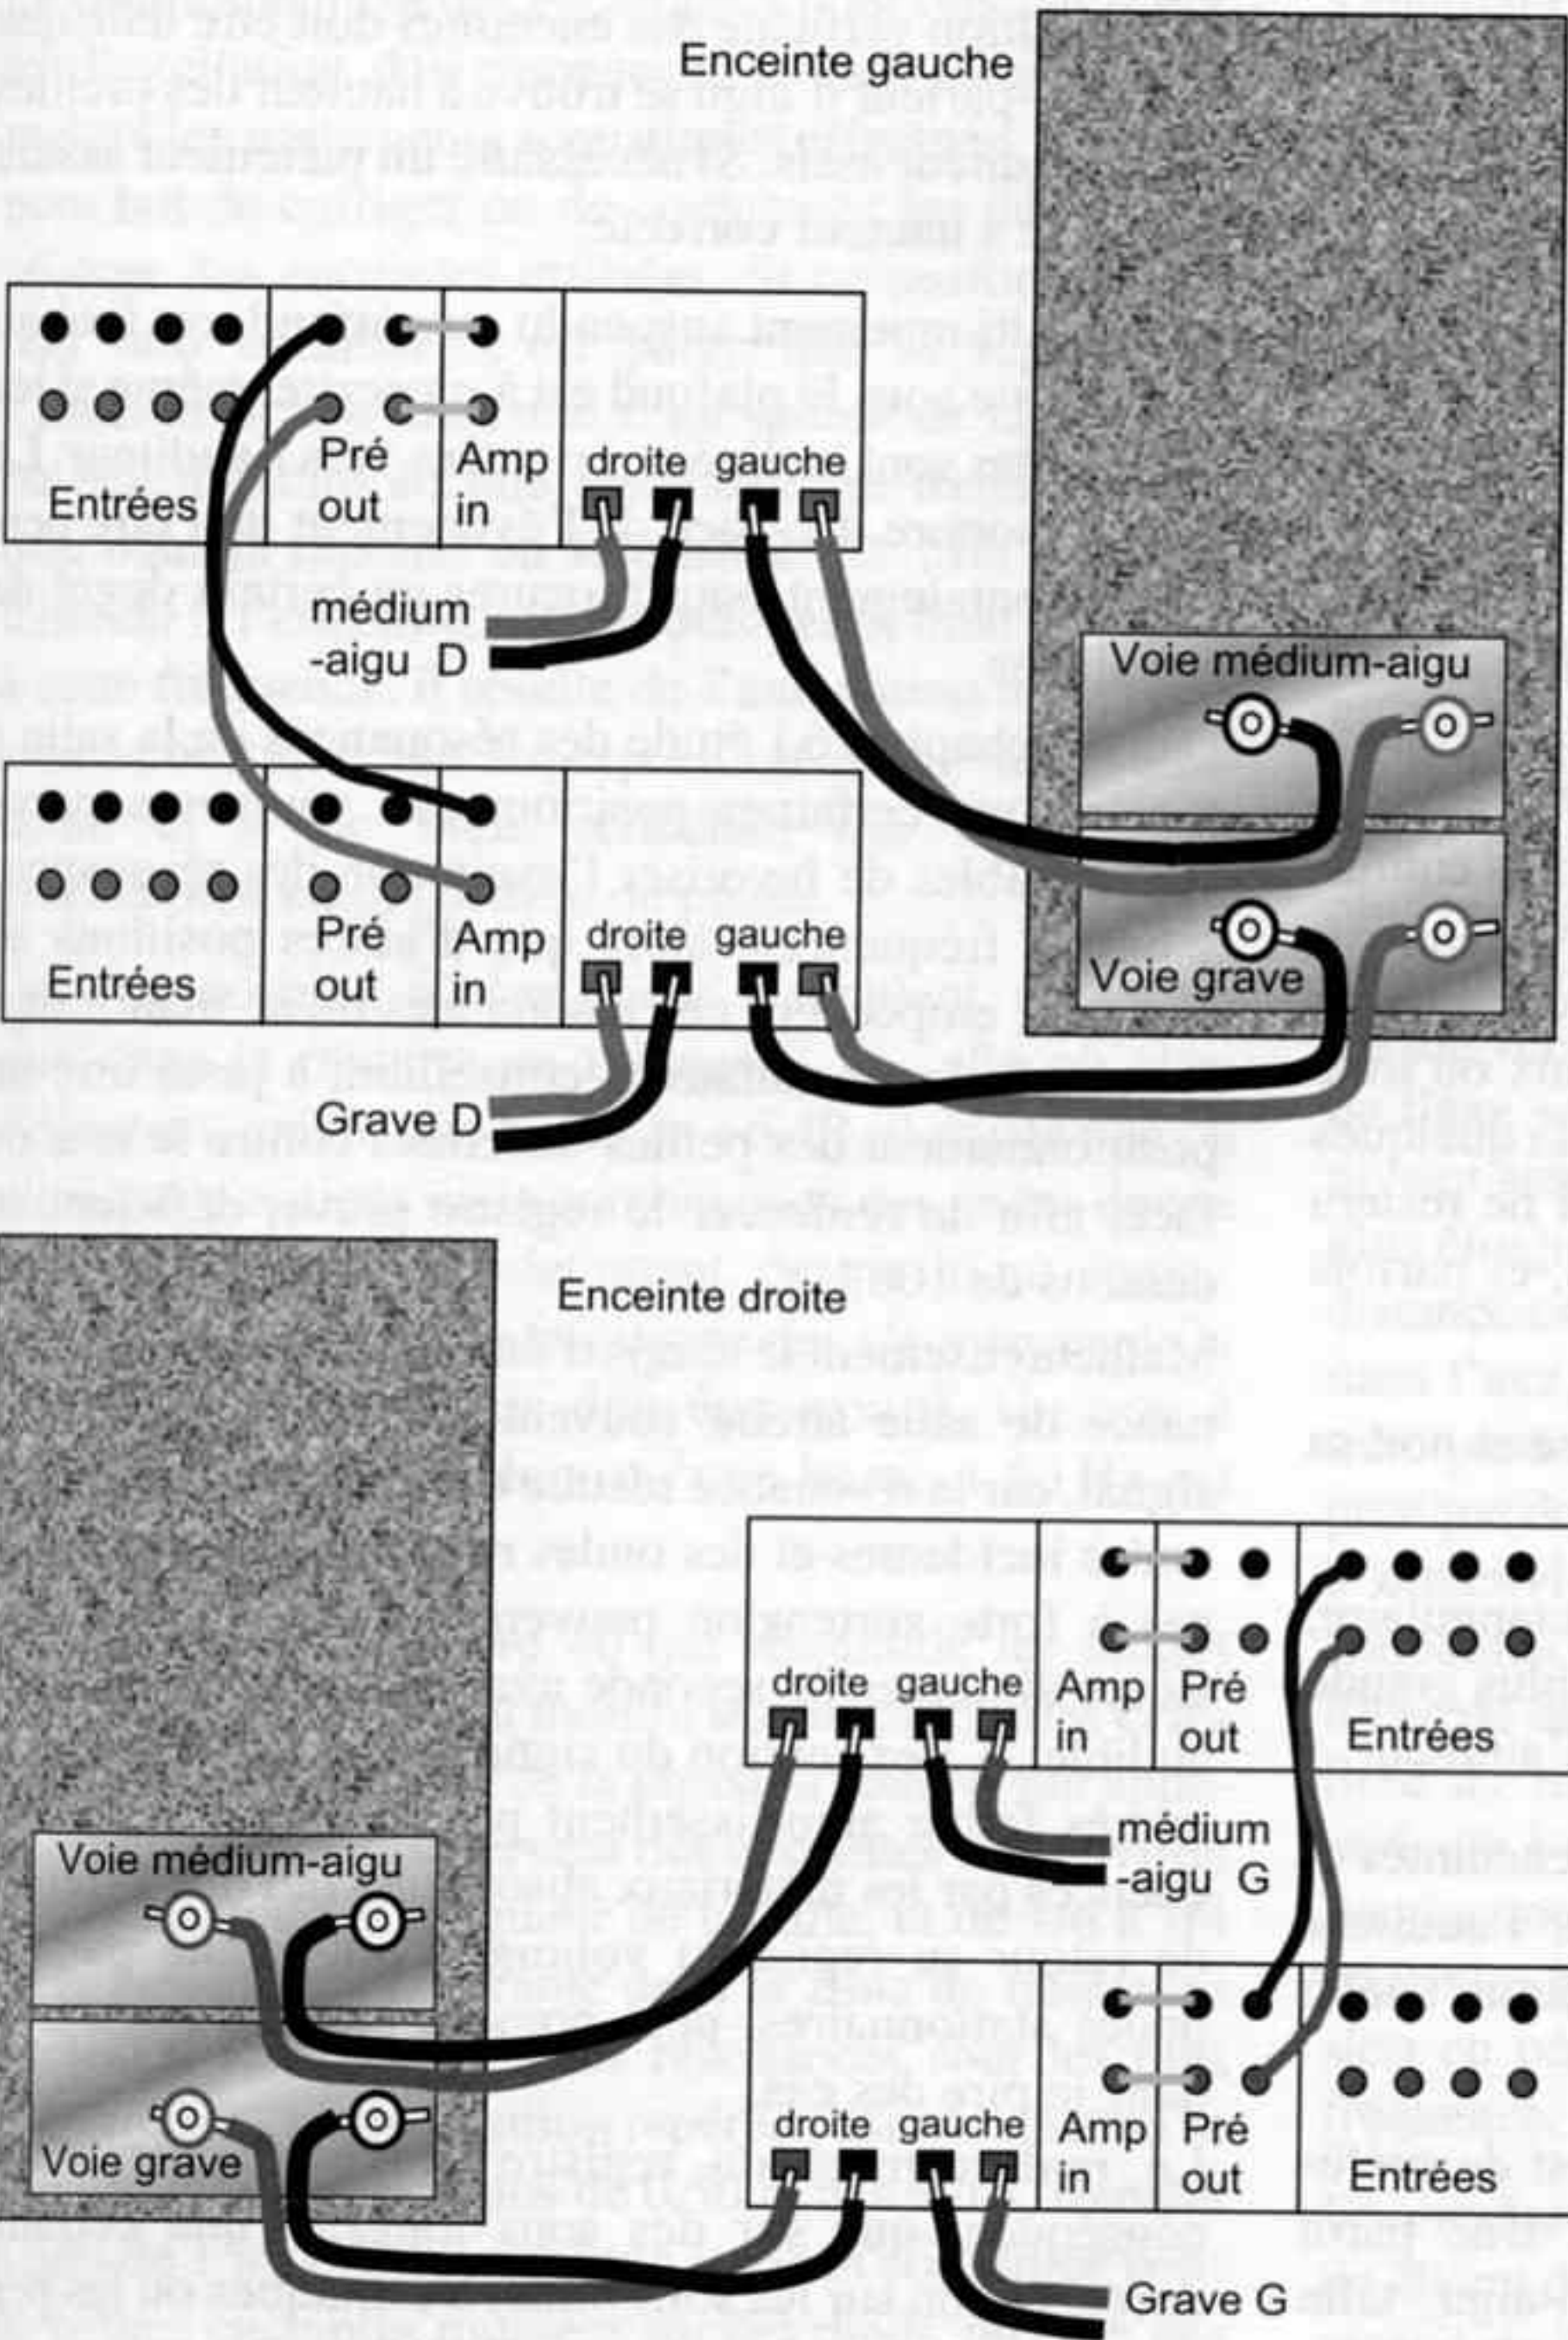 Enceinte gauche
Entrées
Pré
out
Amp
in
droite gauche
médium
-aigu D
Voie médium-aigu
Voie grave
Entrées
Pré
out
Amp
in
droite gauche
Grave D
Enceinte droite
droite gauche
Amp
in
Pré
out
Entrées
médium
-aigu G
Voie médium-aigu
Voie grave
droite gauche
Amp
in
Pré
out
Entrées
Grave G